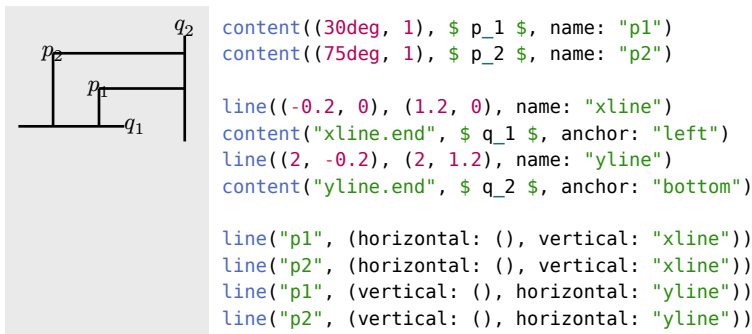 q₂
p₂
p₁
q₁
content((30deg, 1), $ p_1 $, name: "p1")
content((75deg, 1), $ p_2 $, name: "p2")
line((-0.2, 0), (1.2, 0), name: "xline")
content("xline.end", $ q_1 $, anchor: "left")
line((2, -0.2), (2, 1.2), name: "yline")
content("yline.end", $ q_2 $, anchor: "bottom")
line("p1", (horizontal: (), vertical: "xline"))
line("p2", (horizontal: (), vertical: "xline"))
line("p1", (vertical: (), horizontal: "yline"))
line("p2", (vertical: (), horizontal: "yline"))